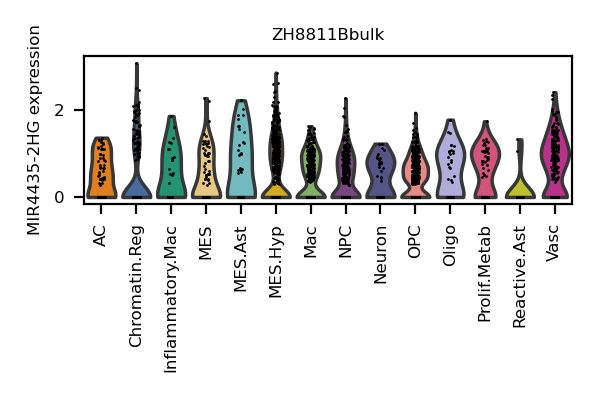 ZH8811Bbulk
MIR4435-2HG expression
2
0
AC
Chromatin.Reg
Inflammatory.Mac
MES
MES.Ast
MES.Hyp
Mac
NPC
Neuron
OPC
Oligo
Prolif.Metab
Reactive.Ast
Vasc